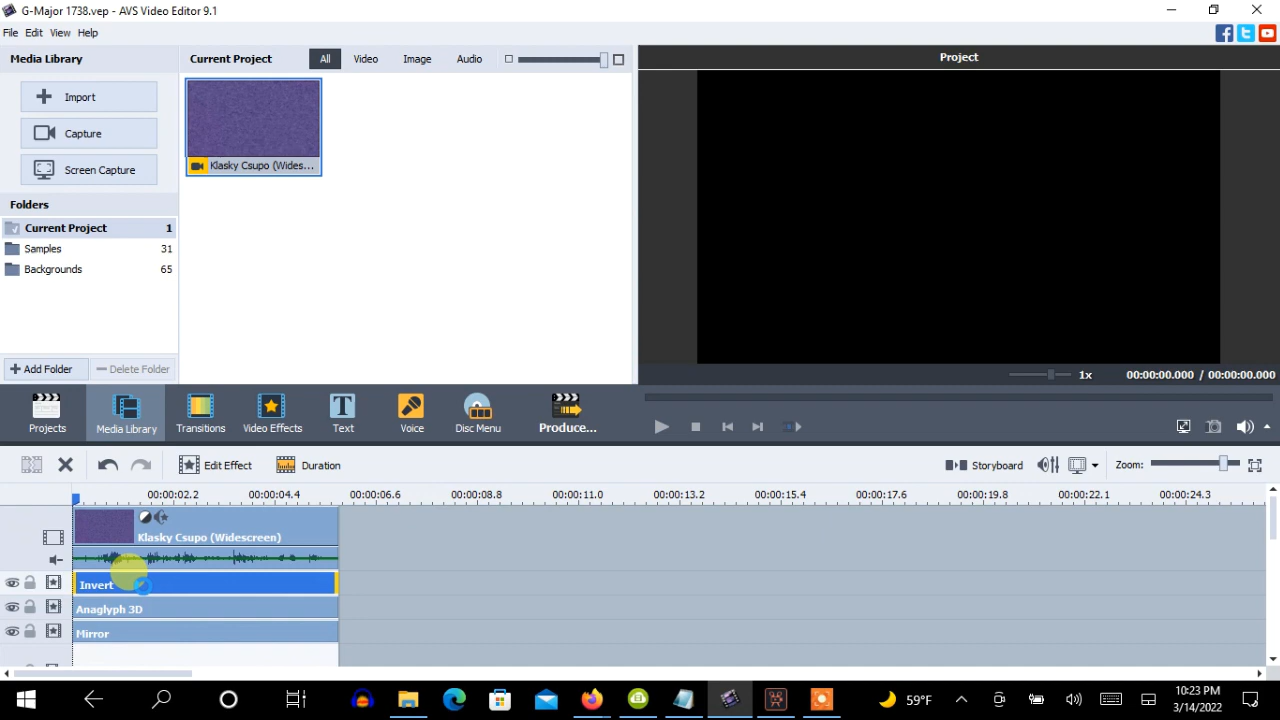 G-Major 1738.vep - AVS Video Editor 9.1
File Edit View Help
Media Library
Current Project
All Video Image Audio
Project
Import
Capture
Screen Capture
Folders
Current Project 1
Samples 31
Backgrounds 65
Klasky Csupo (Wides...
Add Folder Delete Folder
1x 00:00:00.000 / 00:00:00.000
Projects Media Library Transitions Video Effects Text Voice Disc Menu Produce...
Edit Effect Duration Storyboard Zoom:
00:00:02.2 00:00:04.4 00:00:06.6 00:00:08.8 00:00:11.0 00:00:13.2 00:00:15.4 00:00:17.6 00:00:19.8 00:00:22.1 00:00:24.3
Klasky Csupo (Widescreen)
Invert
Anaglyph 3D
Mirror
59°F
10:23 PM
3/14/2022